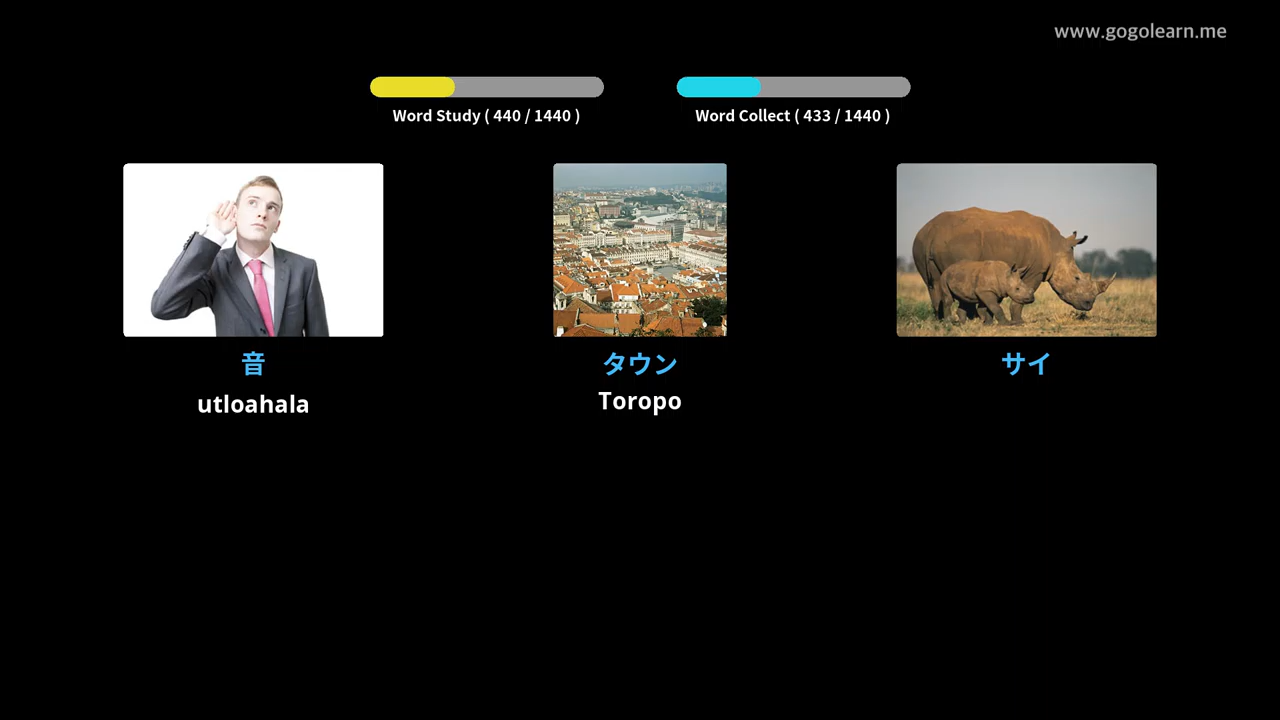 www.gogolearn.me
Word Study ( 440 / 1440 )
Word Collect ( 433 / 1440 )
音
タウン
サイ
utloahala
Toropo